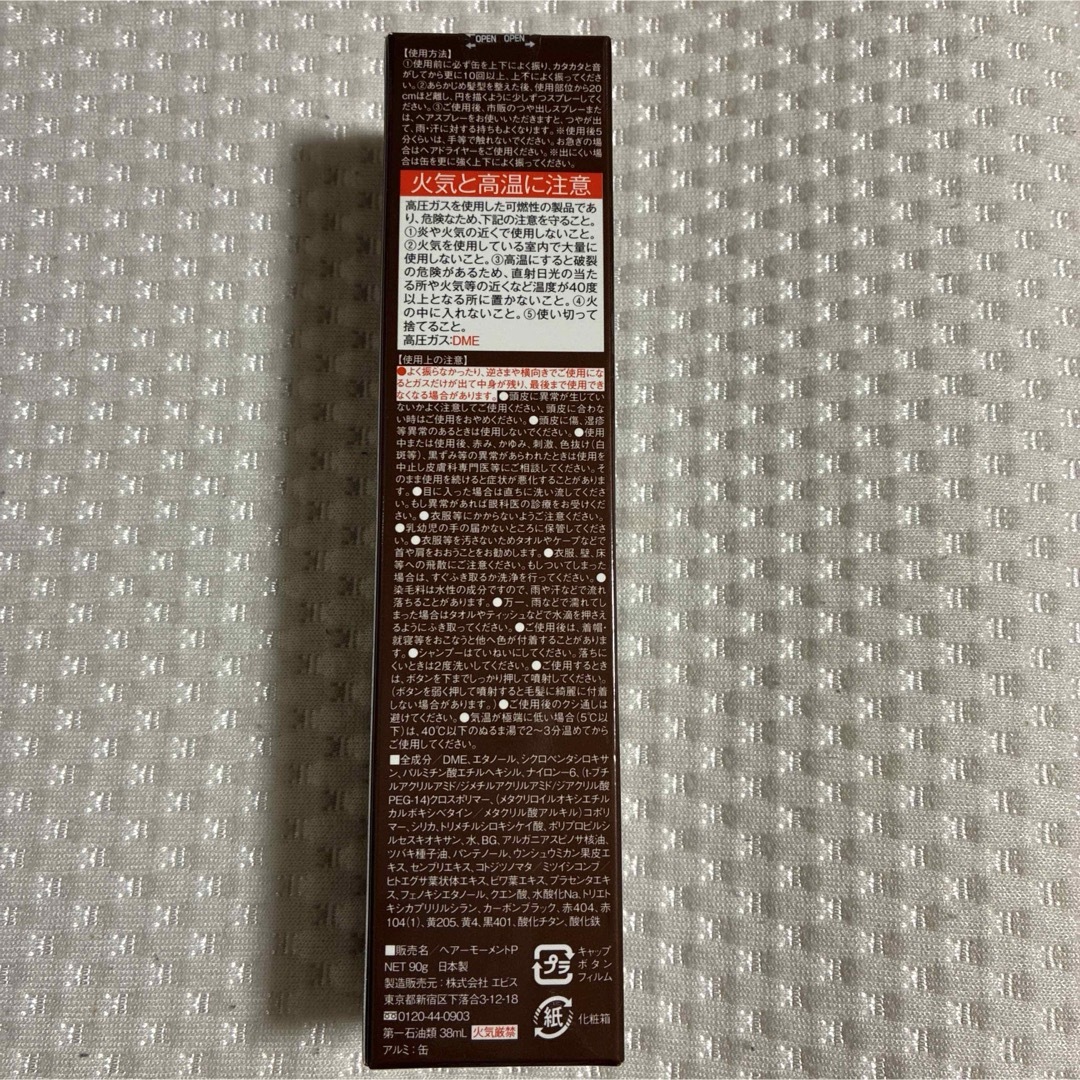 OPEN OPEN
【使用方法】
①使用前に必ず缶を上下によく振り、カタカタと音
がしてから更に10回以上、上下によく振ってくださ
い。②あらかじめ髪型を整えた後、使用部位から20
cmほど離し、円を描くように少しずつスプレーしてく
ださい。③ご使用後、市販のつや出しスプレーまた
は、ヘアスプレーをお使いいただきますと、つやが出
て、雨・汗に対する持ちもよくなります。※使用後5
分くらいは、手等で触れないでください。お急ぎの場
合はヘアドライヤーをご使用ください。※出にくい場
合は缶を更に強く上下によく振ってください。
火気と高温に注意
高圧ガスを使用した可燃性の製品であ
り、危険なため、下記の注意を守ること。
①炎や火気の近くで使用しないこと。
②火気を使用している室内で大量に
使用しないこと。③高温にすると破裂
の危険があるため、直射日光の当た
る所や火気等の近くなど温度が40度
以上となる所に置かないこと。④火
の中に入れないこと。⑤使い切って
捨てること。
高圧ガス:DME
【使用上の注意】
●よく振らなかったり、逆さまや横向きでご使用にな
るとガスだけが出て中身が残り、最後まで使用でき
なくなる場合があります。●頭皮に異常が生じてい
ないかよく注意してご使用ください、頭皮に合わな
い時はご使用をおやめください。●頭皮に傷、湿疹
等異常のあるときは使用しないでください。●使用
中または使用後、赤み、かゆみ、刺激、色抜け(白
斑等)、黒ずみ等の異常があらわれたときは使用を
中止し皮膚科専門医等にご相談してください。その
まま使用を続けると症状が悪化することがありま
す。●目に入った場合は直ちに洗い流してくださ
い。もし異常があれば眼科医の診療をお受けくだ
さい。●衣服等にかからないようご注意ください。
●乳幼児の手の届かないところに保管してくださ
い。●衣服等を汚さないためタオルやケープなどで
首や肩をおおうことをお勧めします。●衣服、壁、床
等への飛散にご注意ください。もしついてしまった
場合は、すぐふき取るか洗浄を行ってください。●
染毛料は水性の成分ですので、雨や汗などで流れ
落ちることがあります。●万一、雨などで濡れてし
まった場合はタオルやティッシュなどで水滴を押さえ
るようにふき取ってください。●ご使用後は、着帽・
就寝等をおこなうと他へ色が付着することがありま
す。●シャンプーはていねいにしてください。落ちに
くいときは2度洗いしてください。●ご使用するとき
は、ボタンを下までしっかり押して噴射してください。
(ボタンを弱く押して噴射すると毛髪に綺麗に付着
しない場合があります。)●ご使用後のクシ通しは
避けてください。●気温が極端に低い場合(5℃以
下)は、40℃以下のぬるま湯で2〜3分温めてから
ご使用してください。
■全成分/DME、エタノール、シクロペンタシロキサ
ン、パルミチン酸エチルヘキシル、ナイロン-6、(t-ブチ
ルアクリルアミド/ジメチルアクリルアミド/ジアクリル酸
PEG-14)クロスポリマー、(メタクリロイルオキシエチル
カルボキシベタイン/メタクリル酸アルキル)コポリ
マー、シリカ、トリメチルシロキシケイ酸、ポリプロピルシ
ルセスキオキサン、水、BG、アルガニアスピノサ核油、
ツバキ種子油、パンテノール、ウンシュウミカン果皮エ
キス、センブリエキス、コトジツノマタ/ミツイシコンブ/
ヒトエグサ葉状体エキス、ビワ葉エキス、プラセンタエキ
ス、フェノキシエタノール、クエン酸、水酸化Na、トリエト
キシカプリリルシラン、カーボンブラック、赤404、赤
104(1)、黄205、黄4、黒401、酸化チタン、酸化鉄
■販売名/ヘアーモーメントP
NET 90g 日本製
製造販売元:株式会社 エビス
東京都新宿区下落合3-12-18
0120-44-0903
第一石油類 38mL 火気厳禁
アルミ:缶
プラ
キャップ
ボタン
フィルム
紙
化粧箱